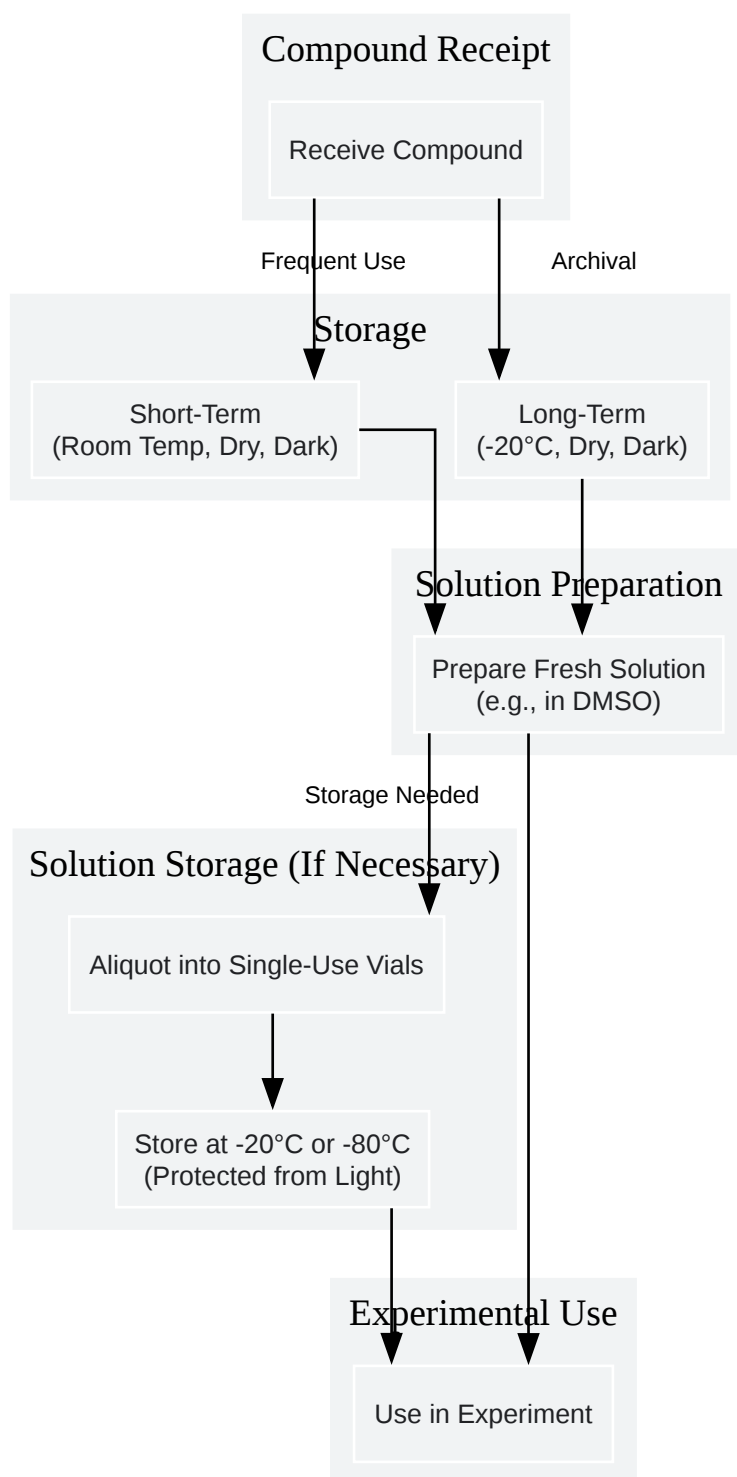 Compound Receipt
Receive Compound
Frequent Use
Archival
Storage
Short-Term
(Room Temp, Dry, Dark)
Long-Term
(-20°C, Dry, Dark)
Solution Preparation
Prepare Fresh Solution
(e.g., in DMSO)
Storage Needed
Solution Storage (If Necessary)
Aliquot into Single-Use Vials
Store at -20°C or -80°C
(Protected from Light)
Experimental Use
Use in Experiment